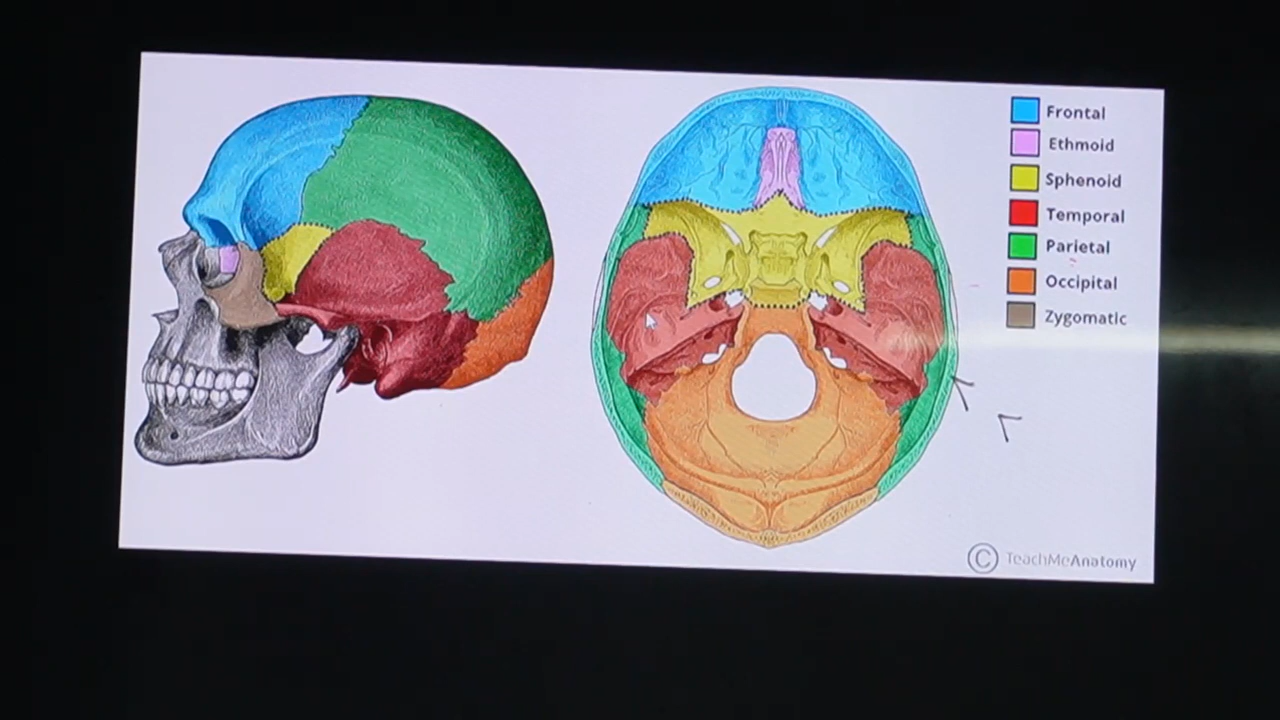 Frontal
Ethmoid
Sphenoid
Temporal
Parietal
Occipital
Zygomatic
© TeachMeAnatomy